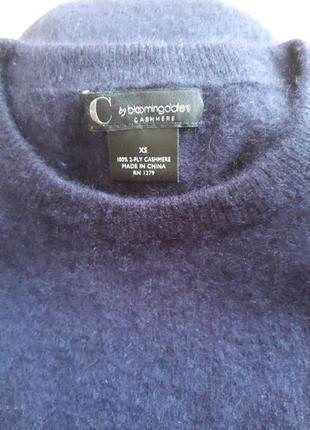 C by bloomingdale's
CASHMERE
XS
100% 2-PLY CASHMERE
MADE IN CHINA
RN 1279